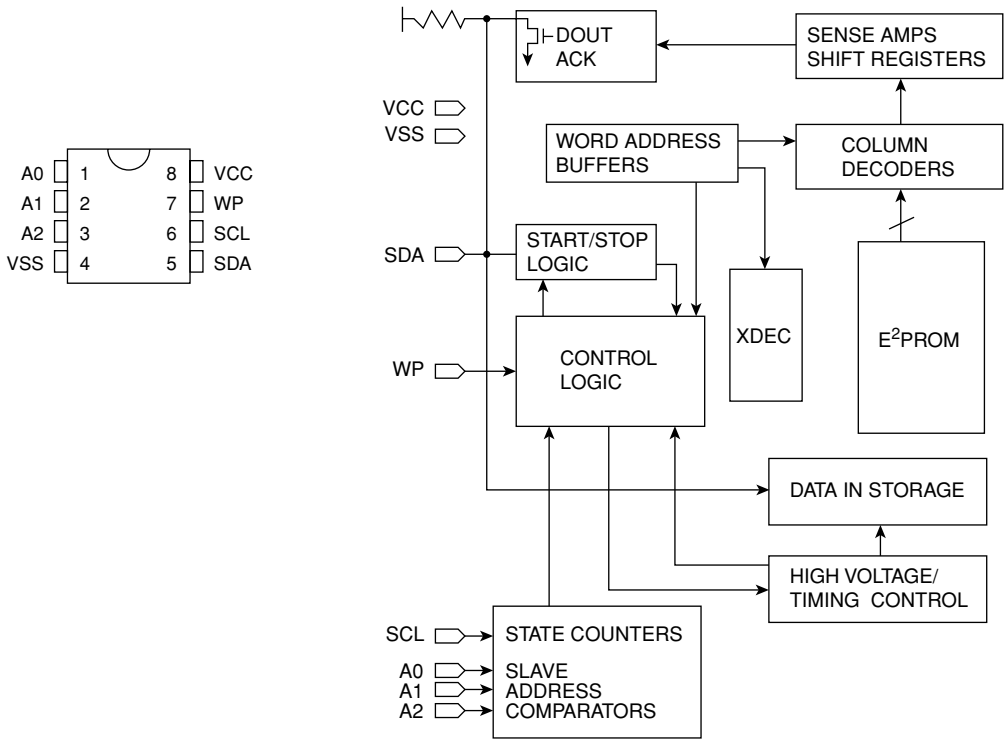 A0 1 8 VCC
A1 2 7 WP
A2 3 6 SCL
VSS 4 5 SDA
DOUT
ACK
SENSE AMPS
SHIFT REGISTERS
VCC
VSS
WORD ADDRESS
BUFFERS
COLUMN
DECODERS
SDA
START/STOP
LOGIC
XDEC
E²PROM
WP
CONTROL
LOGIC
DATA IN STORAGE
HIGH VOLTAGE/
TIMING CONTROL
SCL
STATE COUNTERS
A0
SLAVE
A1
ADDRESS
A2
COMPARATORS